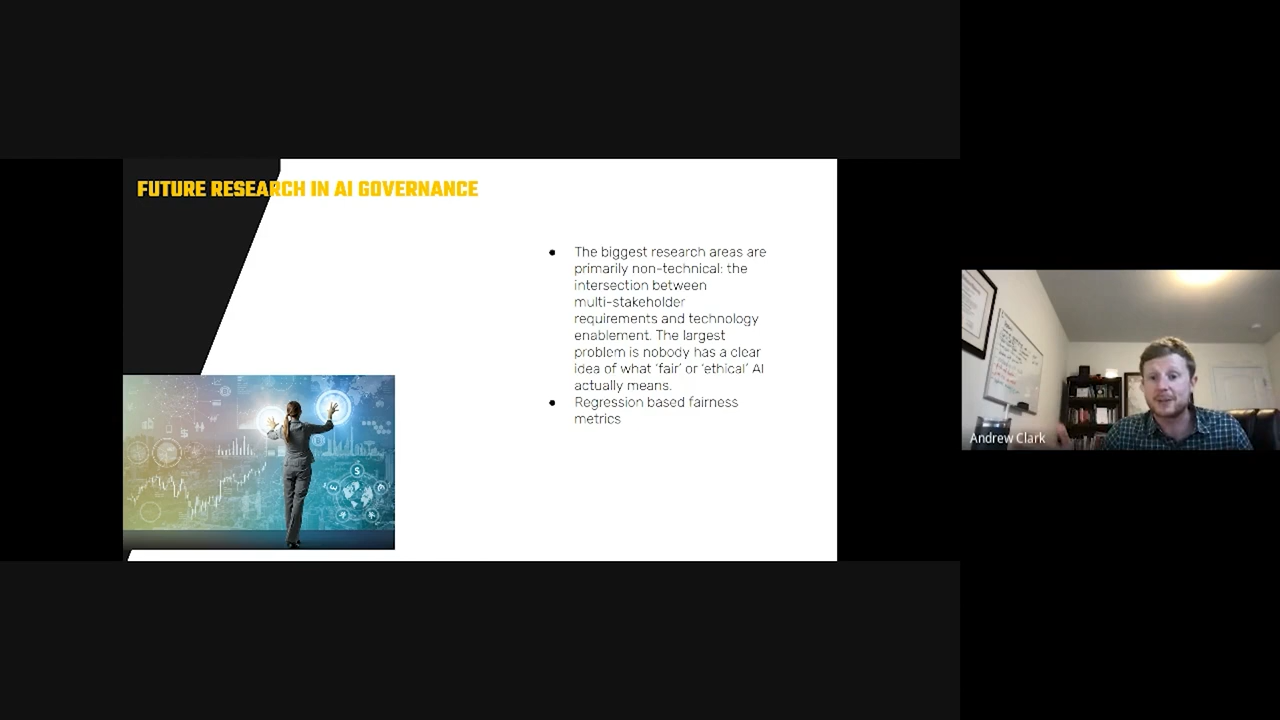 FUTURE RESEARCH IN AI GOVERNANCE
● The biggest research areas are
primarily non-technical: the
intersection between
multi-stakeholder
requirements and technology
enablement. The largest
problem is nobody has a clear
idea of what ‘fair’ or ‘ethical’ AI
actually means.
● Regression based fairness
metrics
Andrew Clark